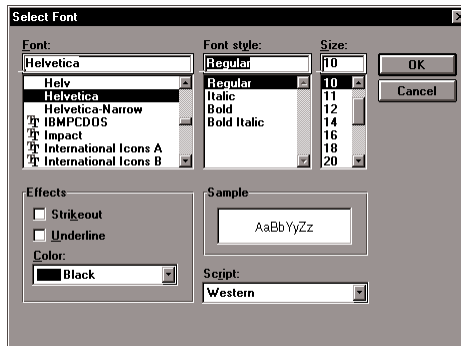 Select Font
Font:
Font style:
Size:
Helvetica
Regular
10
OK
Cancel
Helv
Helvetica
Helvetica-Narrow
IBMPCDOS
Impact
International Icons A
International Icons B
Regular
Italic
Bold
Bold Italic
10
11
12
14
16
18
20
Effects
Strikeout
Underline
Color:
Black
Sample
AaBbYyZz
Script:
Western